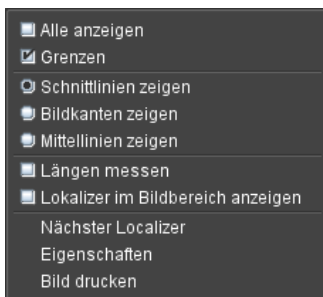 Alle anzeigen
Grenzen
Schnittlinien zeigen
Bildkanten zeigen
Mittellinien zeigen
Längen messen
Lokalizer im Bildbereich anzeigen
Nächster Localizer
Eigenschaften
Bild drucken